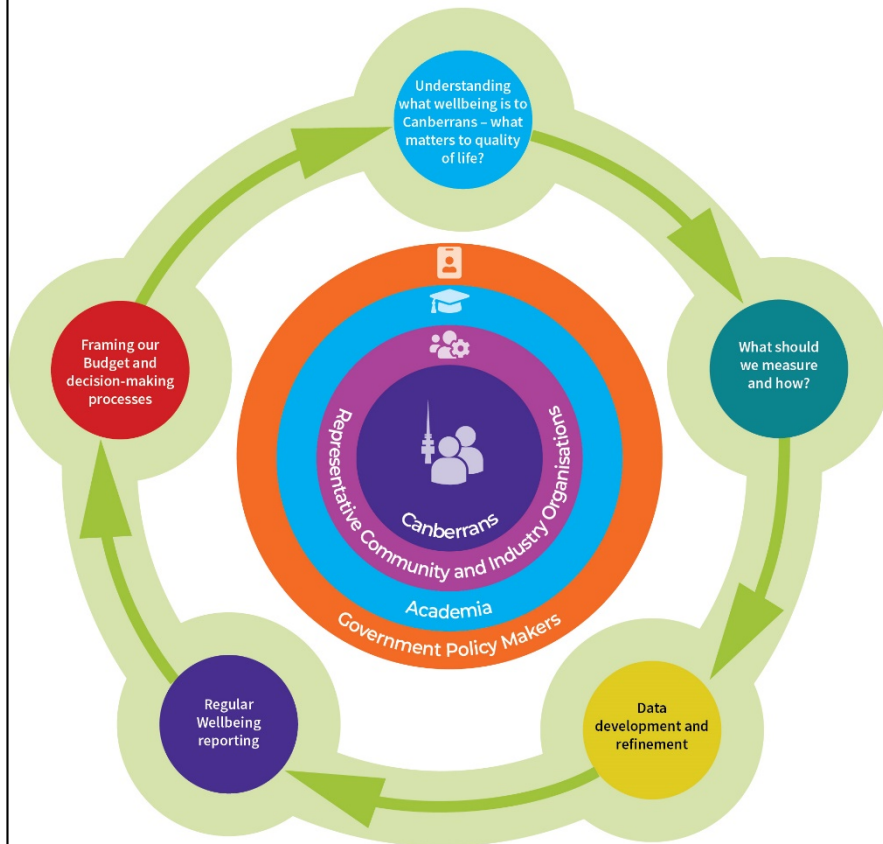 Understanding
what wellbeing is to
Canberrans – what
matters to quality
of life?
Framing our
Budget and
decision-making
processes
What should
we measure
and how?
Canberrans
Representative Community and Industry Organisations
Academia
Government Policy Makers
Regular
Wellbeing
reporting
Data
development and
refinement